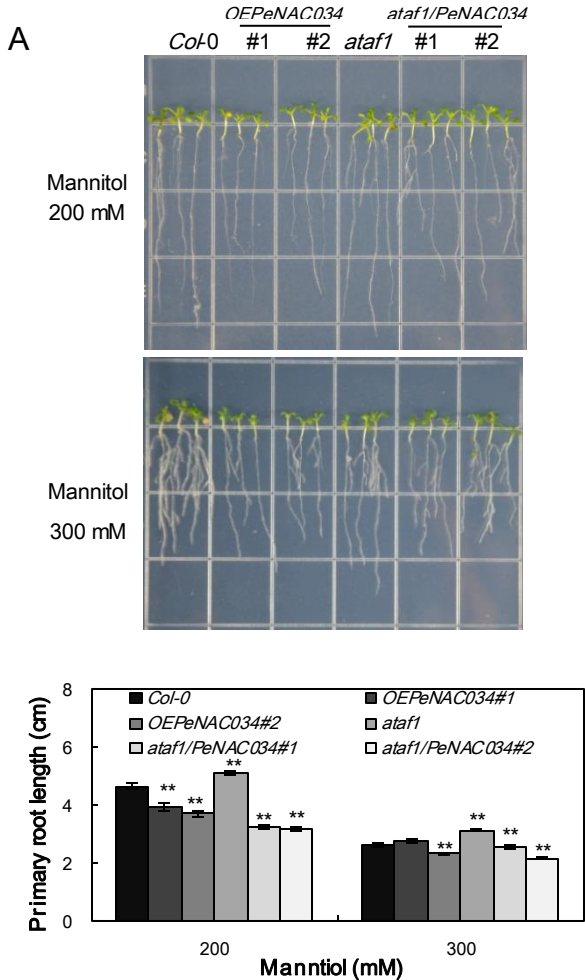 A
OEPeNAC034 ataf1/PeNAC034
Col-0 #1 #2 ataf1 #1 #2
Mannitol
200 mM
Mannitol
300 mM
8
6
4
2
0
Primary root length (cm)
Col-0 OEPeNAC034#1
OEPeNAC034#2 ataf1
ataf1/PeNAC034#1 ataf1/PeNAC034#2
** ** ** ** **
** ** ** **
200 300
Manntiol (mM)